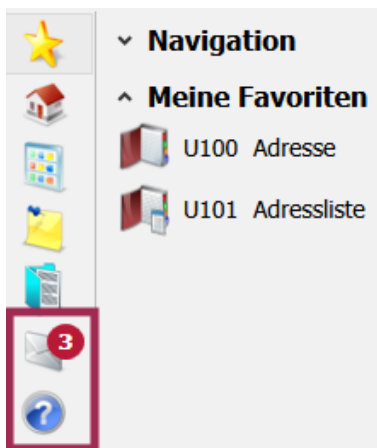 Navigation
Meine Favoriten
U100 Adresse
U101 Adressliste
3
?